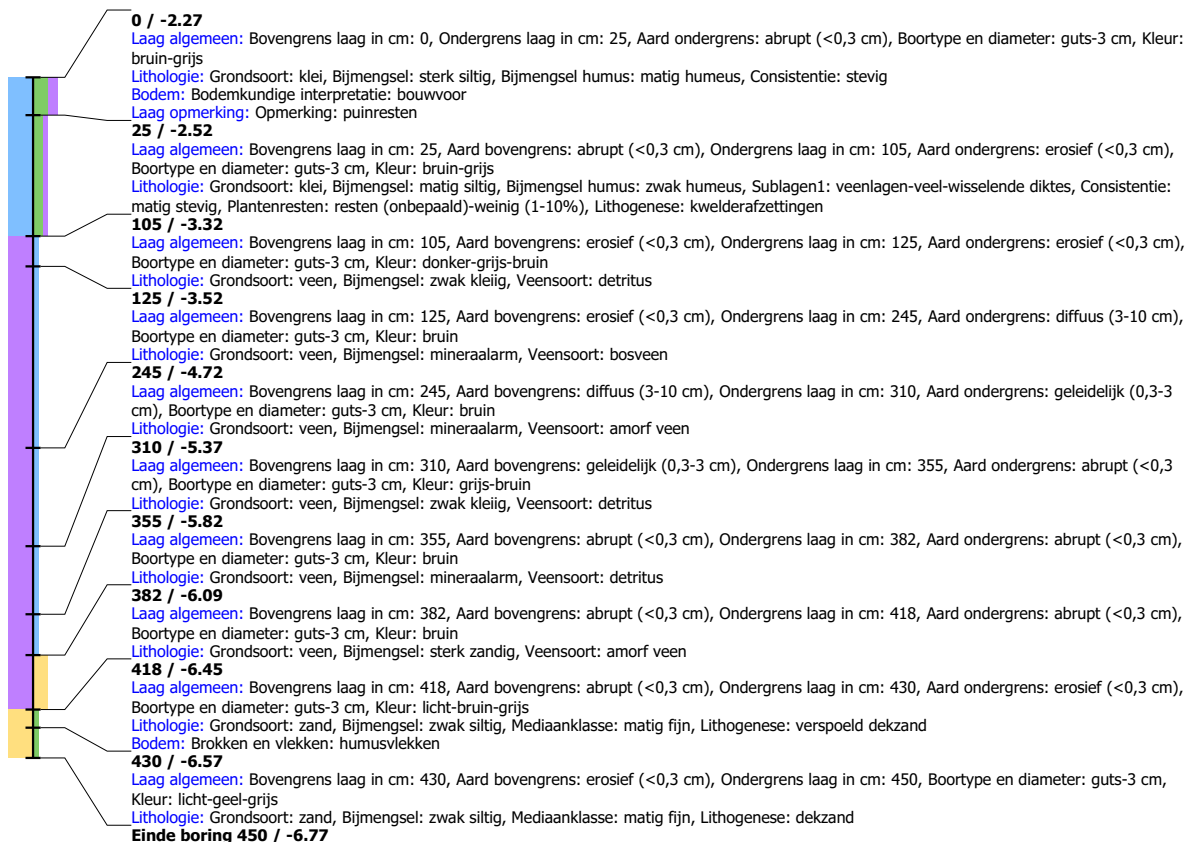 0 / -2.27
Laag algemeen: Bovengrens laag in cm: 0, Ondergrens laag in cm: 25, Aard ondergrens: abrupt (<0,3 cm), Boortype en diameter: guts-3 cm, Kleur:
bruin-grijs
Lithologie: Grondsoort: klei, Bijmengsel: sterk siltig, Bijmengsel humus: matig humeus, Consistentie: stevig
Bodem: Bodemkundige interpretatie: bouwvoor
Laag opmerking: Opmerking: puinresten
25 / -2.52
Laag algemeen: Bovengrens laag in cm: 25, Aard bovengrens: abrupt (<0,3 cm), Ondergrens laag in cm: 105, Aard ondergrens: erosief (<0,3 cm),
Boortype en diameter: guts-3 cm, Kleur: bruin-grijs
Lithologie: Grondsoort: klei, Bijmengsel: matig siltig, Bijmengsel humus: zwak humeus, Sublagen1: veenlagen-veel-wisselende diktes, Consistentie:
matig stevig, Plantenresten: resten (onbepaald)-weinig (1-10%), Lithogenese: kwelderafzettingen
105 / -3.32
Laag algemeen: Bovengrens laag in cm: 105, Aard bovengrens: erosief (<0,3 cm), Ondergrens laag in cm: 125, Aard ondergrens: erosief (<0,3 cm),
Boortype en diameter: guts-3 cm, Kleur: donker-grijs-bruin
Lithologie: Grondsoort: veen, Bijmengsel: zwak kleiig, Veensoort: detritus
125 / -3.52
Laag algemeen: Bovengrens laag in cm: 125, Aard bovengrens: erosief (<0,3 cm), Ondergrens laag in cm: 245, Aard ondergrens: diffuus (3-10 cm),
Boortype en diameter: guts-3 cm, Kleur: bruin
Lithologie: Grondsoort: veen, Bijmengsel: mineraalarm, Veensoort: bosveen
245 / -4.72
Laag algemeen: Bovengrens laag in cm: 245, Aard bovengrens: diffuus (3-10 cm), Ondergrens laag in cm: 310, Aard ondergrens: geleidelijk (0,3-3
cm), Boortype en diameter: guts-3 cm, Kleur: bruin
Lithologie: Grondsoort: veen, Bijmengsel: mineraalarm, Veensoort: amorf veen
310 / -5.37
Laag algemeen: Bovengrens laag in cm: 310, Aard bovengrens: geleidelijk (0,3-3 cm), Ondergrens laag in cm: 355, Aard ondergrens: abrupt (<0,3
cm), Boortype en diameter: guts-3 cm, Kleur: grijs-bruin
Lithologie: Grondsoort: veen, Bijmengsel: zwak kleiig, Veensoort: detritus
355 / -5.82
Laag algemeen: Bovengrens laag in cm: 355, Aard bovengrens: abrupt (<0,3 cm), Ondergrens laag in cm: 382, Aard ondergrens: abrupt (<0,3 cm),
Boortype en diameter: guts-3 cm, Kleur: bruin
Lithologie: Grondsoort: veen, Bijmengsel: mineraalarm, Veensoort: detritus
382 / -6.09
Laag algemeen: Bovengrens laag in cm: 382, Aard bovengrens: abrupt (<0,3 cm), Ondergrens laag in cm: 418, Aard ondergrens: abrupt (<0,3 cm),
Boortype en diameter: guts-3 cm, Kleur: bruin
Lithologie: Grondsoort: veen, Bijmengsel: sterk zandig, Veensoort: amorf veen
418 / -6.45
Laag algemeen: Bovengrens laag in cm: 418, Aard bovengrens: abrupt (<0,3 cm), Ondergrens laag in cm: 430, Aard ondergrens: erosief (<0,3 cm),
Boortype en diameter: guts-3 cm, Kleur: licht-bruin-grijs
Lithologie: Grondsoort: zand, Bijmengsel: zwak siltig, Mediaanklasse: matig fijn, Lithogenese: verspoeld dekzand
Bodem: Brokken en vlekken: humusvlekken
430 / -6.57
Laag algemeen: Bovengrens laag in cm: 430, Aard bovengrens: erosief (<0,3 cm), Ondergrens laag in cm: 450, Boortype en diameter: guts-3 cm,
Kleur: licht-geel-grijs
Lithologie: Grondsoort: zand, Bijmengsel: zwak siltig, Mediaanklasse: matig fijn, Lithogenese: dekzand
Einde boring 450 / -6.77